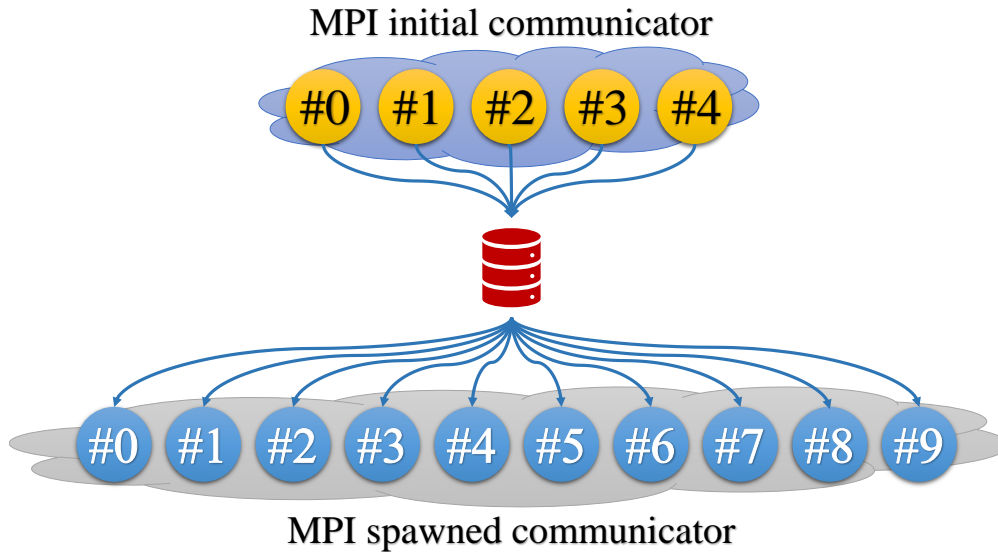 MPI initial communicator
#0 #1 #2 #3 #4
#0 #1 #2 #3 #4 #5 #6 #7 #8 #9
MPI spawned communicator